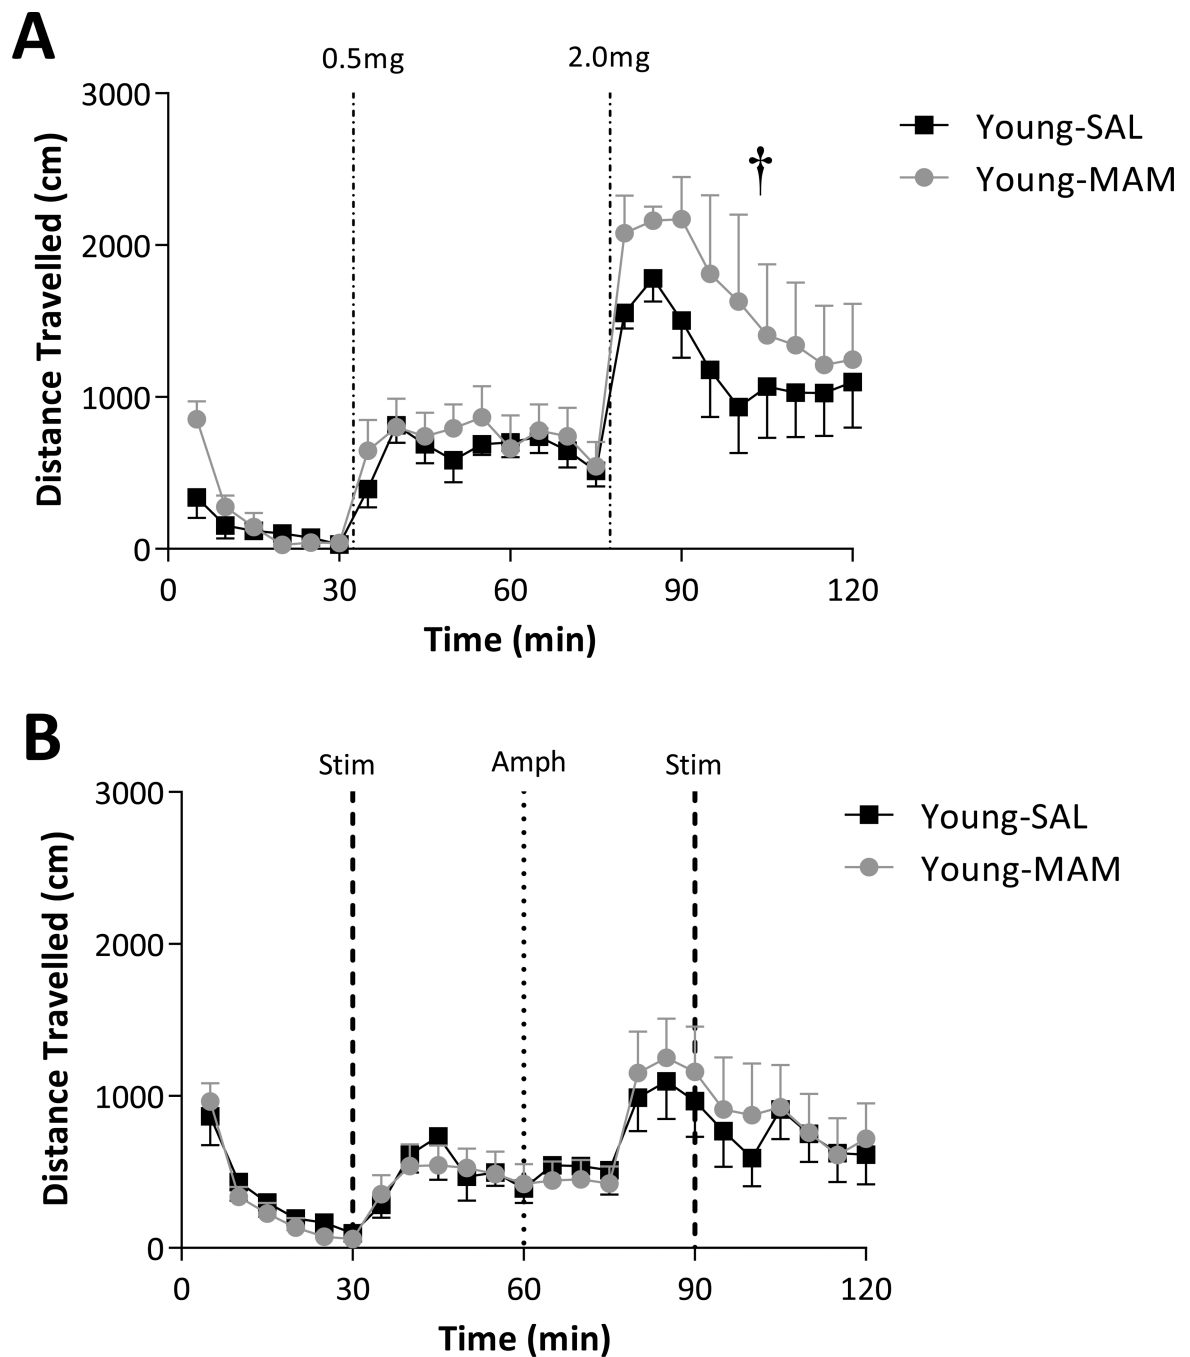 A
0.5mg 2.0mg
3000
2000
1000
0
Distance Travelled (cm)
Young-SAL
Young-MAM
†
0 30 60 90 120
Time (min)
B
Stim Amph Stim
3000
2000
1000
0
Distance Travelled (cm)
Young-SAL
Young-MAM
0 30 60 90 120
Time (min)